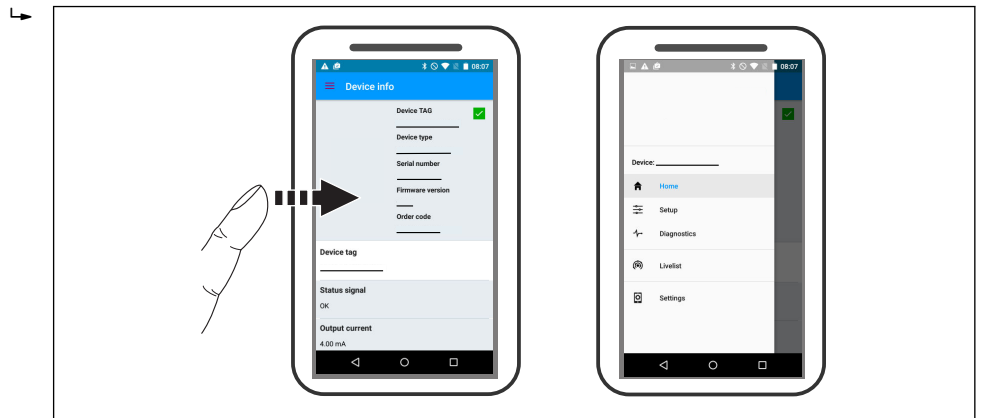 08:07
Device info
Device TAG
Device type
Serial number
Firmware version
Order code
Device tag
Status signal
OK
Output current
4.00 mA
08:07
Device:
Home
Setup
Diagnostics
Livelist
Settings